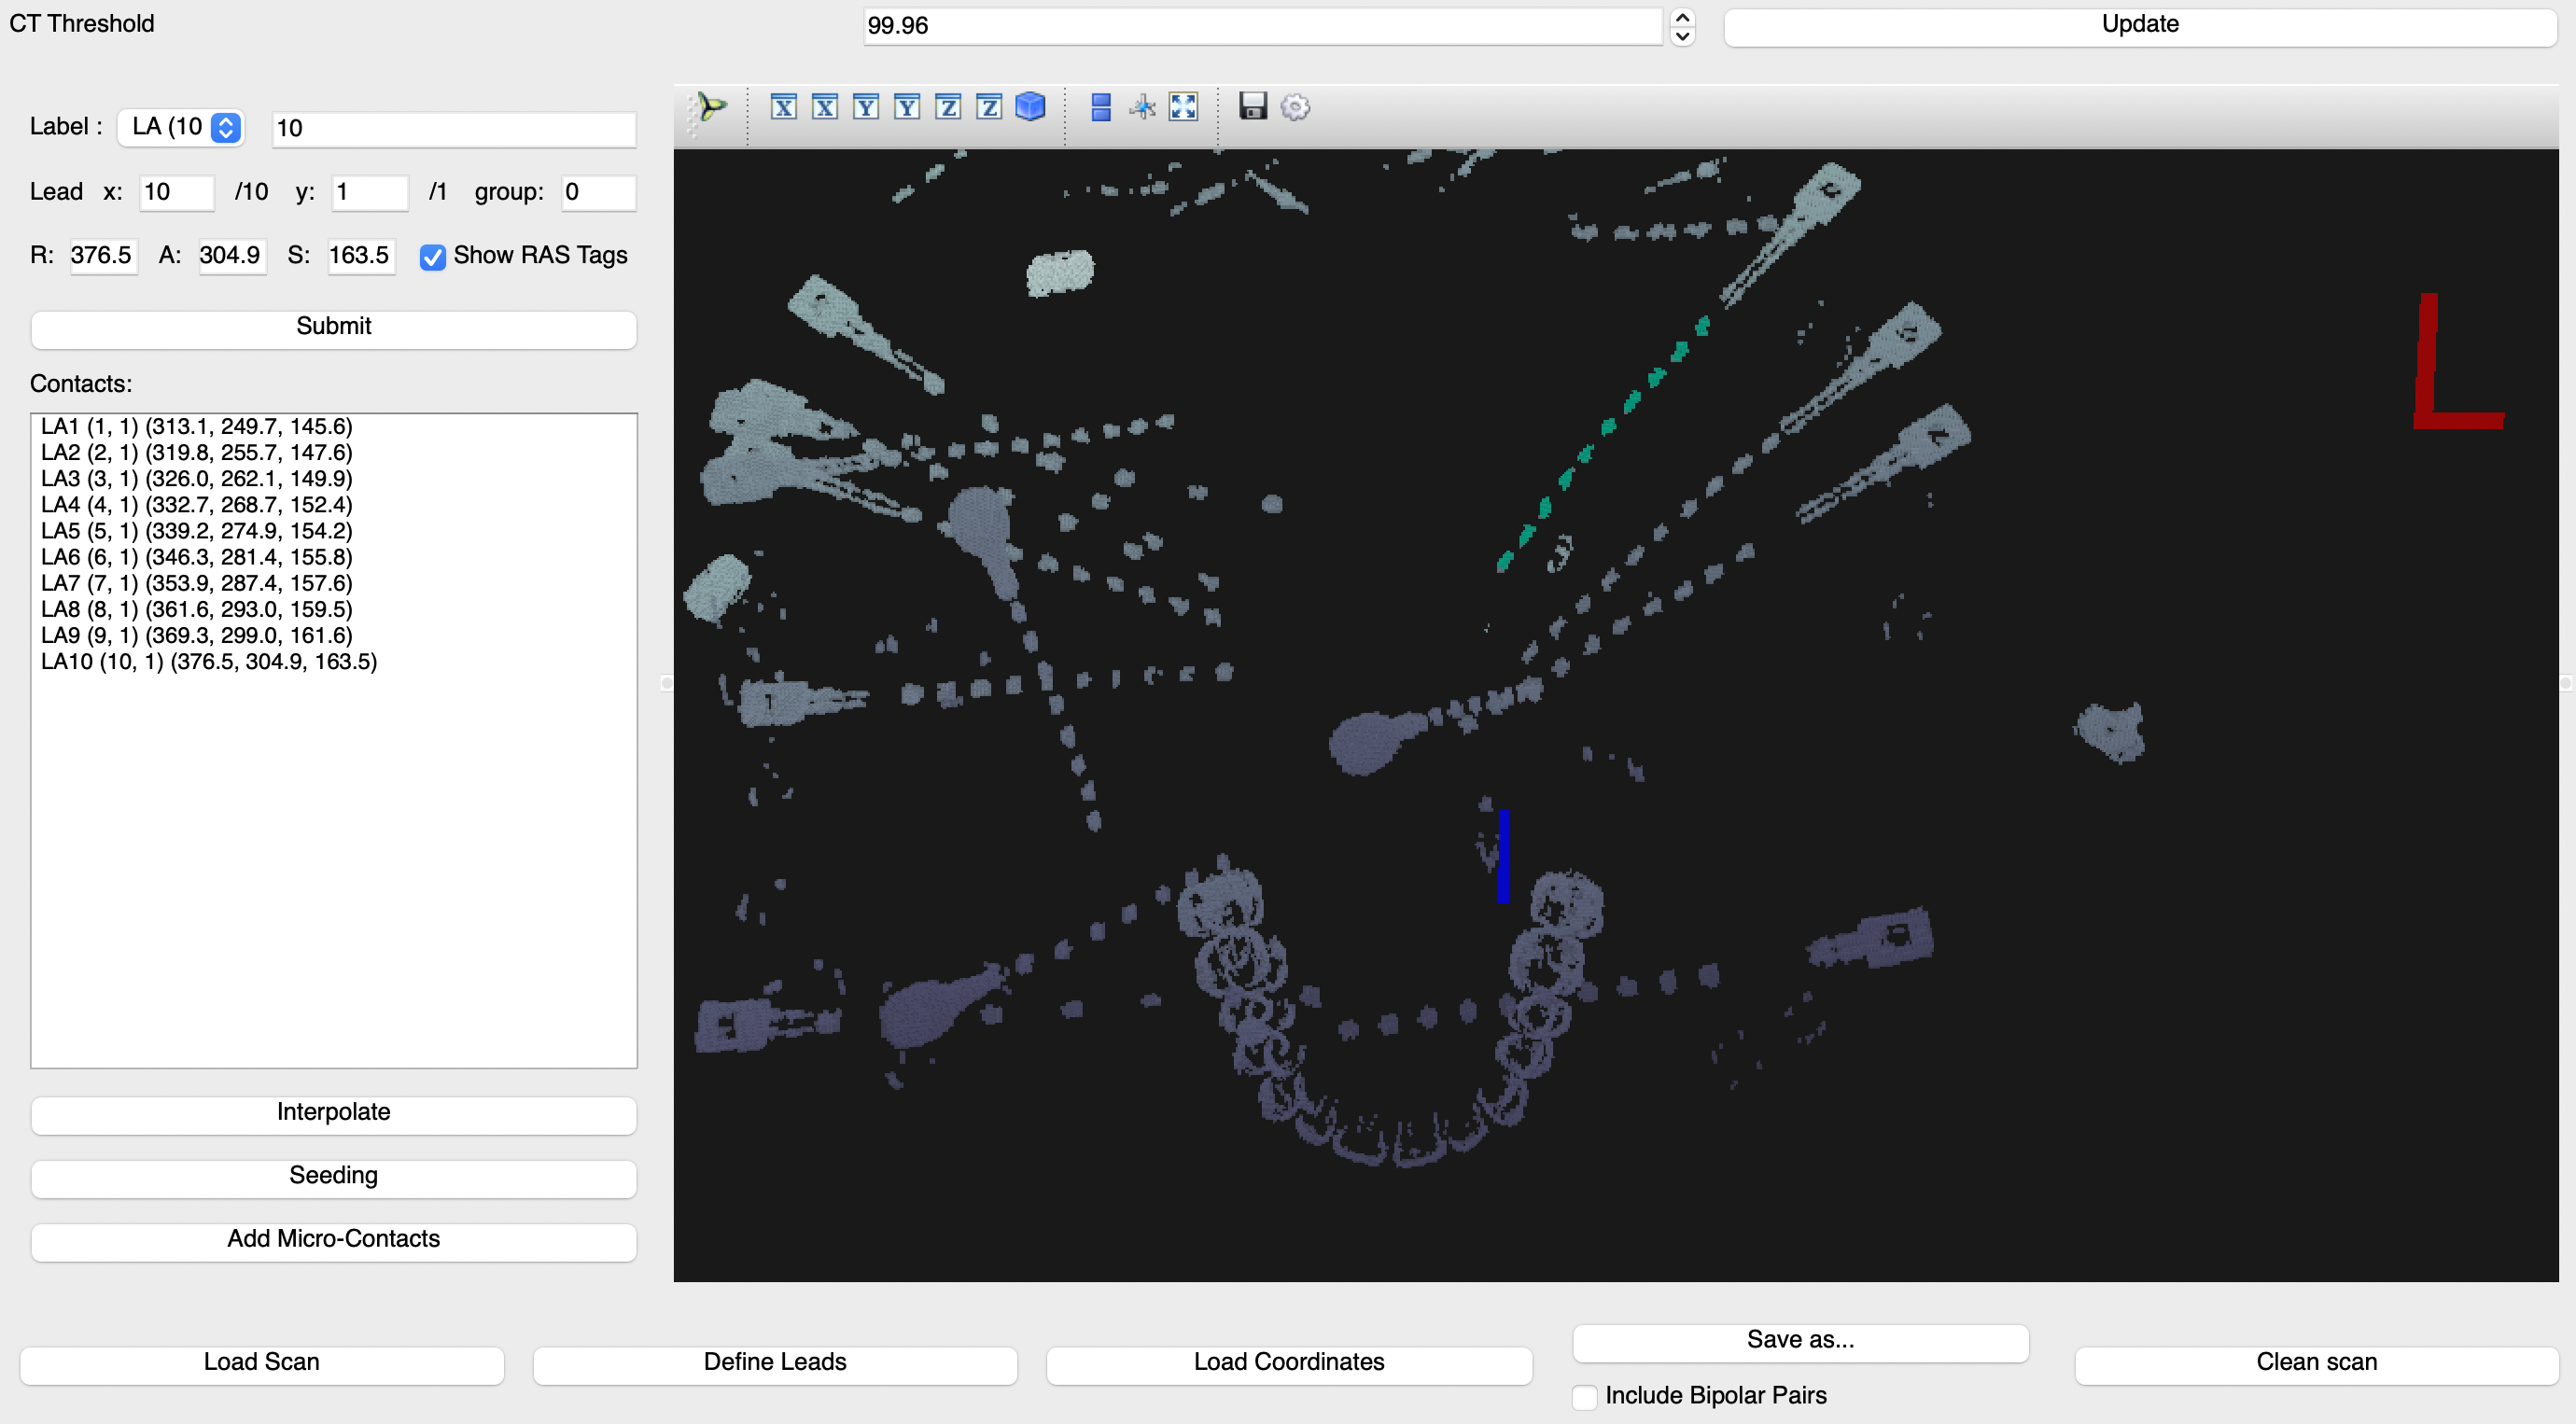 CT Threshold 99.96 Update
Label : LA (10 10
X X Y Y Z Z
Lead x: 10 /10 y: 1 /1 group: 0
R: 376.5 A: 304.9 S: 163.5 Show RAS Tags
Submit
Contacts:
LA1 (1, 1) (313.1, 249.7, 145.6)
LA2 (2, 1) (319.8, 255.7, 147.6)
LA3 (3, 1) (326.0, 262.1, 149.9)
LA4 (4, 1) (332.7, 268.7, 152.4)
LA5 (5, 1) (339.2, 274.9, 154.2)
LA6 (6, 1) (346.3, 281.4, 155.8)
LA7 (7, 1) (353.9, 287.4, 157.6)
LA8 (8, 1) (361.6, 293.0, 159.5)
LA9 (9, 1) (369.3, 299.0, 161.6)
LA10 (10, 1) (376.5, 304.9, 163.5)
L
Interpolate
Seeding
Add Micro-Contacts
Load Scan
Define Leads
Load Coordinates
Save as...
Include Bipolar Pairs
Clean scan